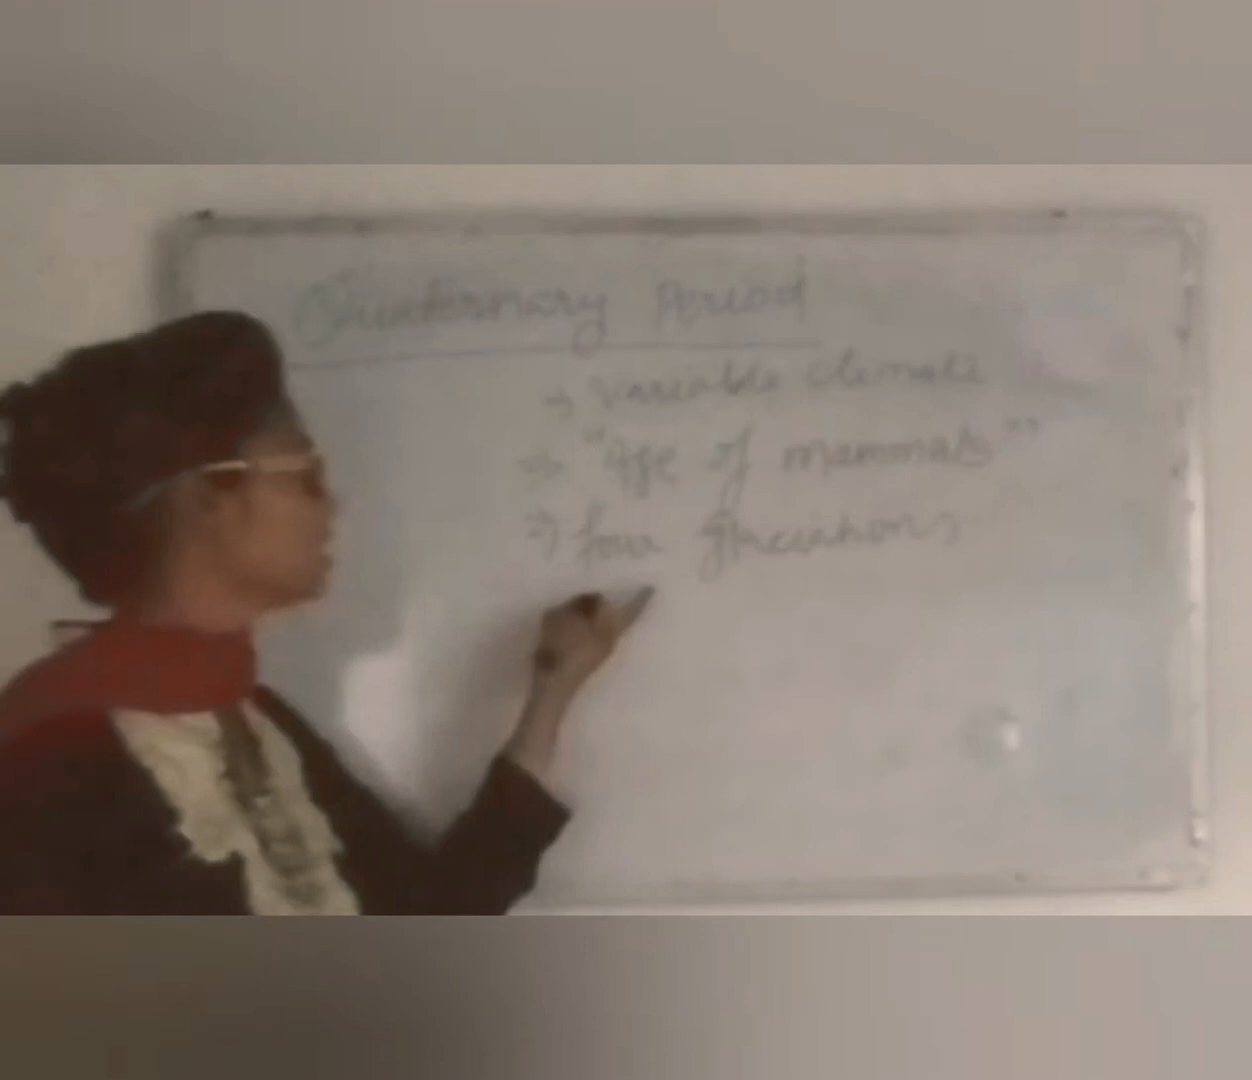 Quaternary Period
→ Variable climate
→ "Age of mammals"
→ four glaciations